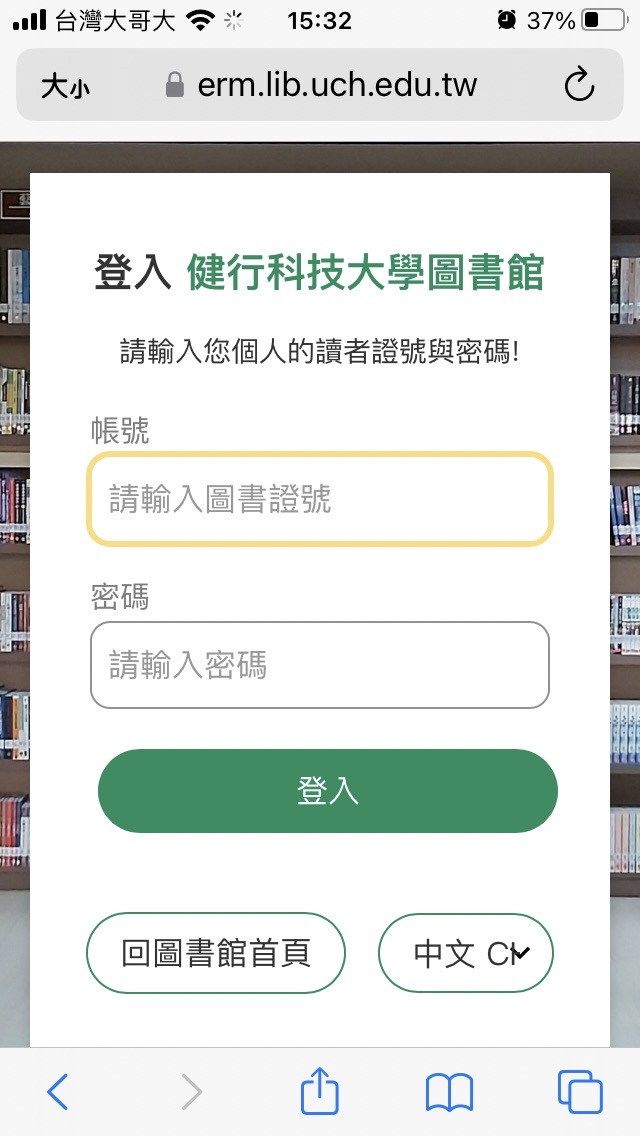 台灣大哥大 15:32 37%
大小 erm.lib.uch.edu.tw
登入 健行科技大學圖書館
請輸入您個人的讀者證號與密碼!
帳號
請輸入圖書證號
密碼
請輸入密碼
登入
回圖書館首頁 中文 Ch